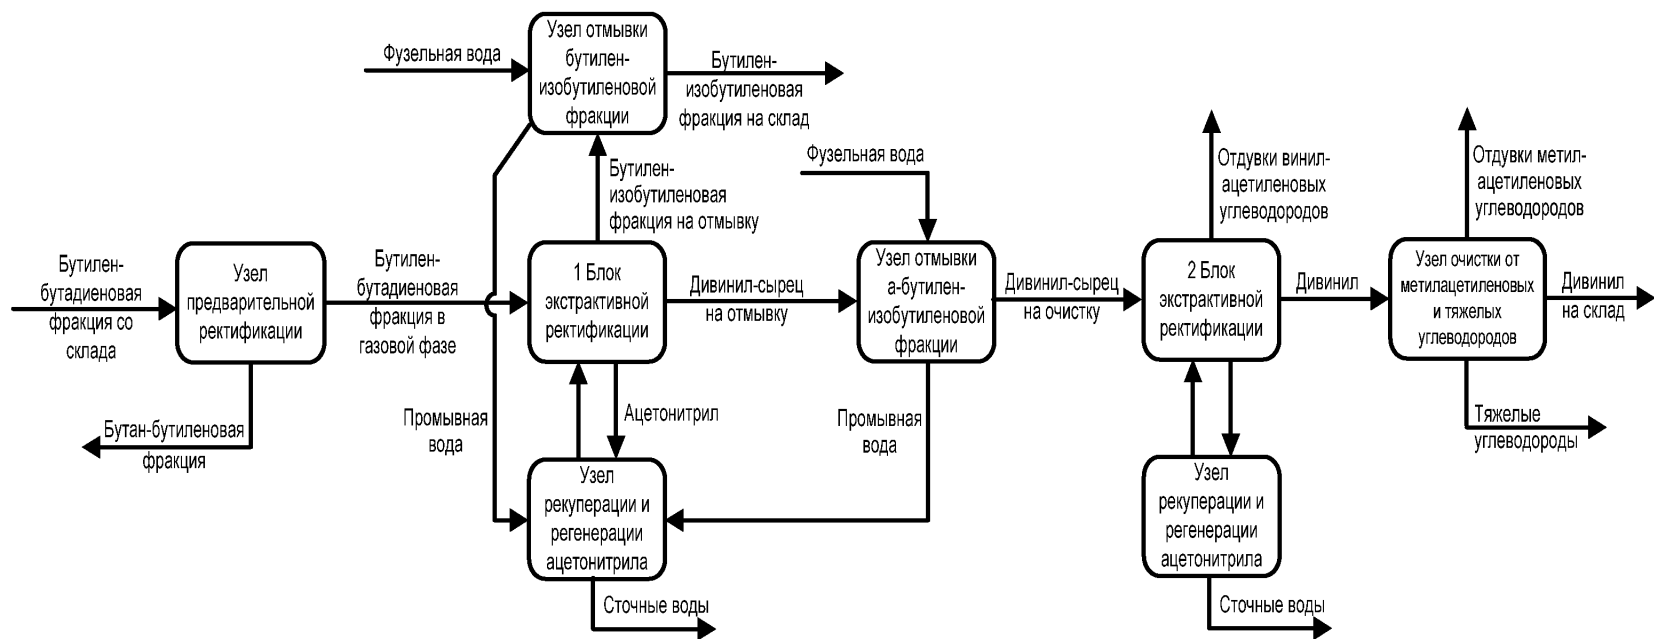 Узел отмывки
бутилен-
изобутиленовой
фракции
Фузельная вода
Бутилен-
изобутиленовая
фракция на склад
Бутилен-
изобутиленовая
фракция на отмывку
Фузельная вода
Отдувки винил-
ацетиленовых
углеводородов
Отдувки метил-
ацетиленовых
углеводородов
Бутилен-
бутадиеновая
фракция со
склада
Узел
предварительной
ректификации
Бутилен-
бутадиеновая
фракция в
газовой фазе
1 Блок
экстрактивной
ректификации
Дивинил-сырец
на отмывку
Узел отмывки
а-бутилен-
изобутиленовой
фракции
Дивинил-сырец
на очистку
2 Блок
экстрактивной
ректификации
Дивинил
Узел очистки от
метилацетиленовых
и тяжелых
углеводородов
Дивинил
на склад
Бутан-бутиленовая
фракция
Промывная
вода
Ацетонитрил
Промывная
вода
Тяжелые
углеводороды
Узел
рекуперации и
регенерации
ацетонитрила
Узел
рекуперации и
регенерации
ацетонитрила
Сточные воды
Сточные воды